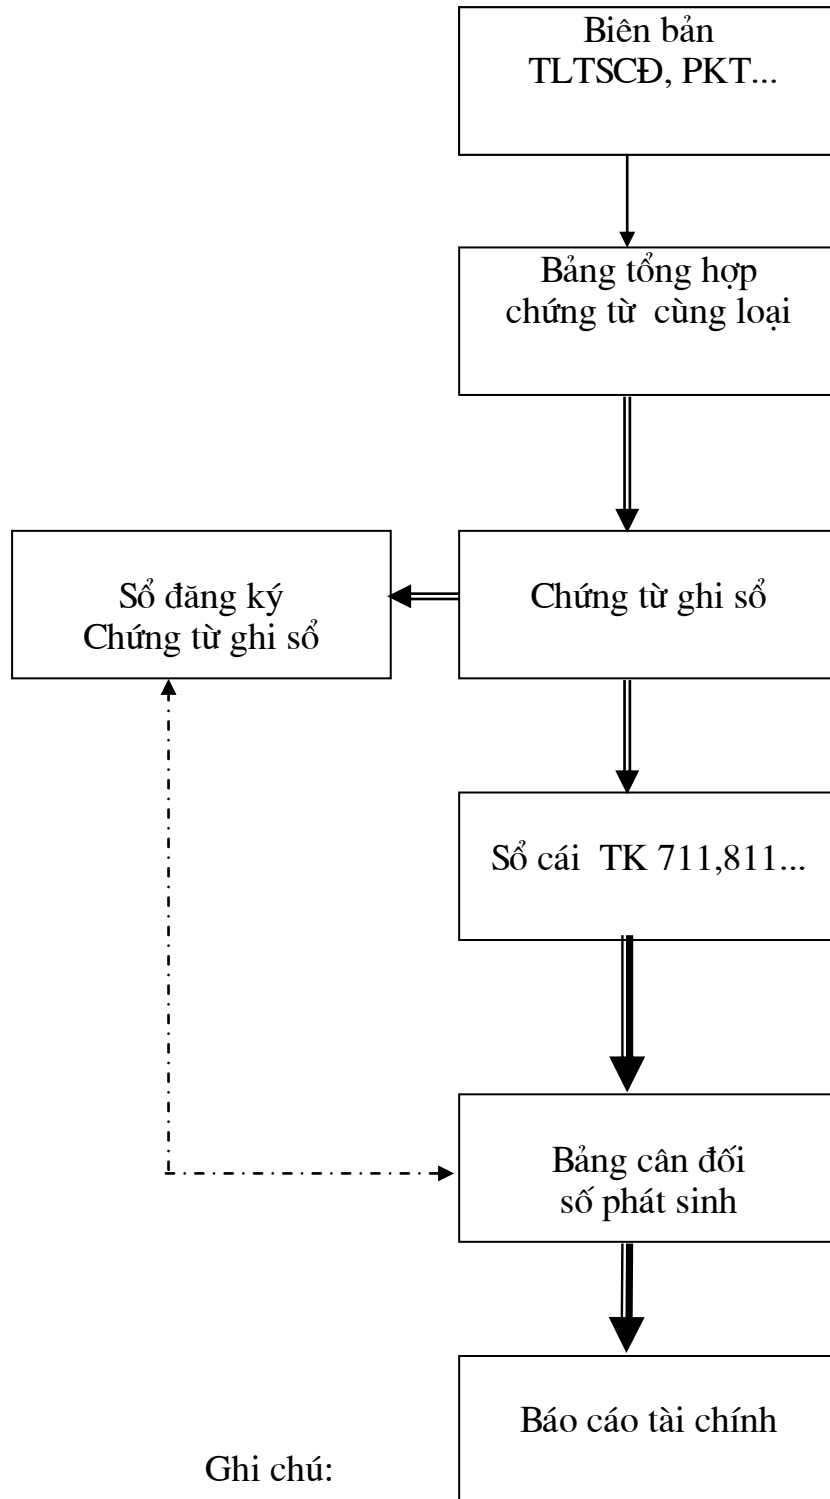 Biên bản
TLTSCĐ, PKT...
Bảng tổng hợp
chứng từ cùng loại
Sổ đăng ký
Chứng từ ghi sổ
Chứng từ ghi sổ
Sổ cái TK 711,811...
Bảng cân đối
số phát sinh
Báo cáo tài chính
Ghi chú: